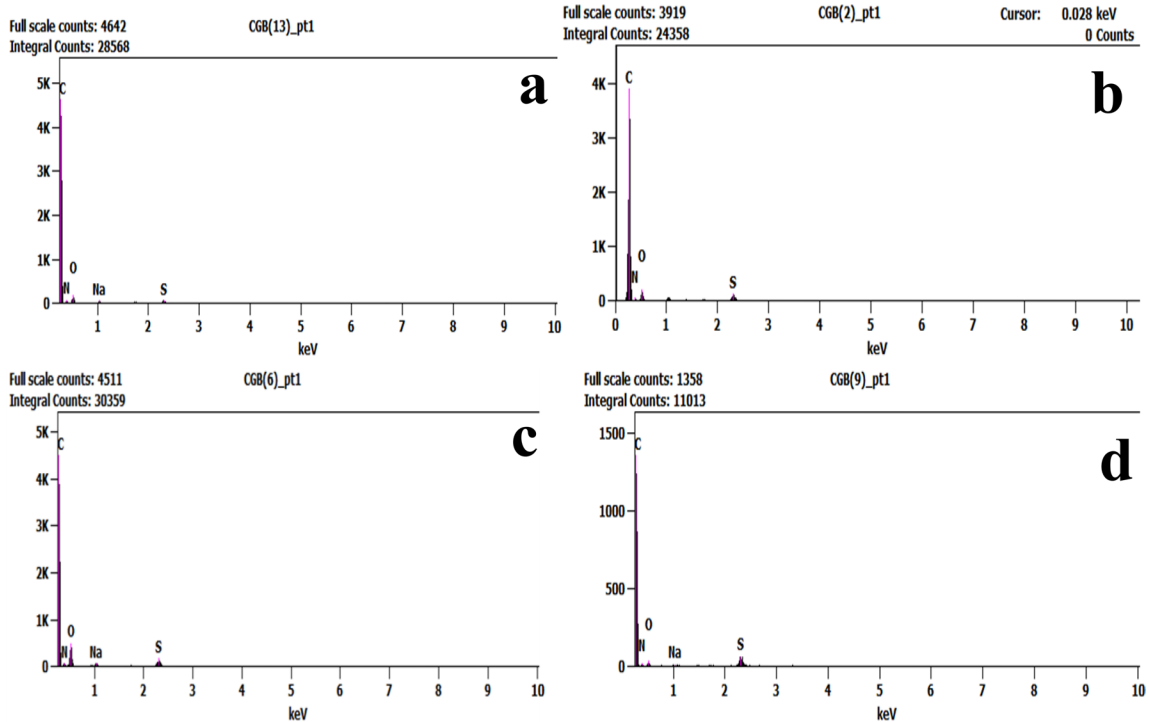 Full scale counts: 4642
CGB(13)_pt1
Integral Counts: 28568
a
5K
4K
3K
2K
1K
0
C
N
O
Na
S
1 2 3 4 5 6 7 8 9 10
keV
Full scale counts: 3919
CGB(2)_pt1
Cursor: 0.028 keV
Integral Counts: 24358
0 Counts
b
4K
3K
2K
1K
0
C
N
O
S
0 1 2 3 4 5 6 7 8 9 10
keV
Full scale counts: 4511
CGB(6)_pt1
Integral Counts: 30359
c
5K
4K
3K
2K
1K
0
C
N
O
Na
S
1 2 3 4 5 6 7 8 9 10
keV
Full scale counts: 1358
CGB(9)_pt1
Integral Counts: 11013
d
1500
1000
500
0
C
N
O
Na
S
1 2 3 4 5 6 7 8 9 10
keV